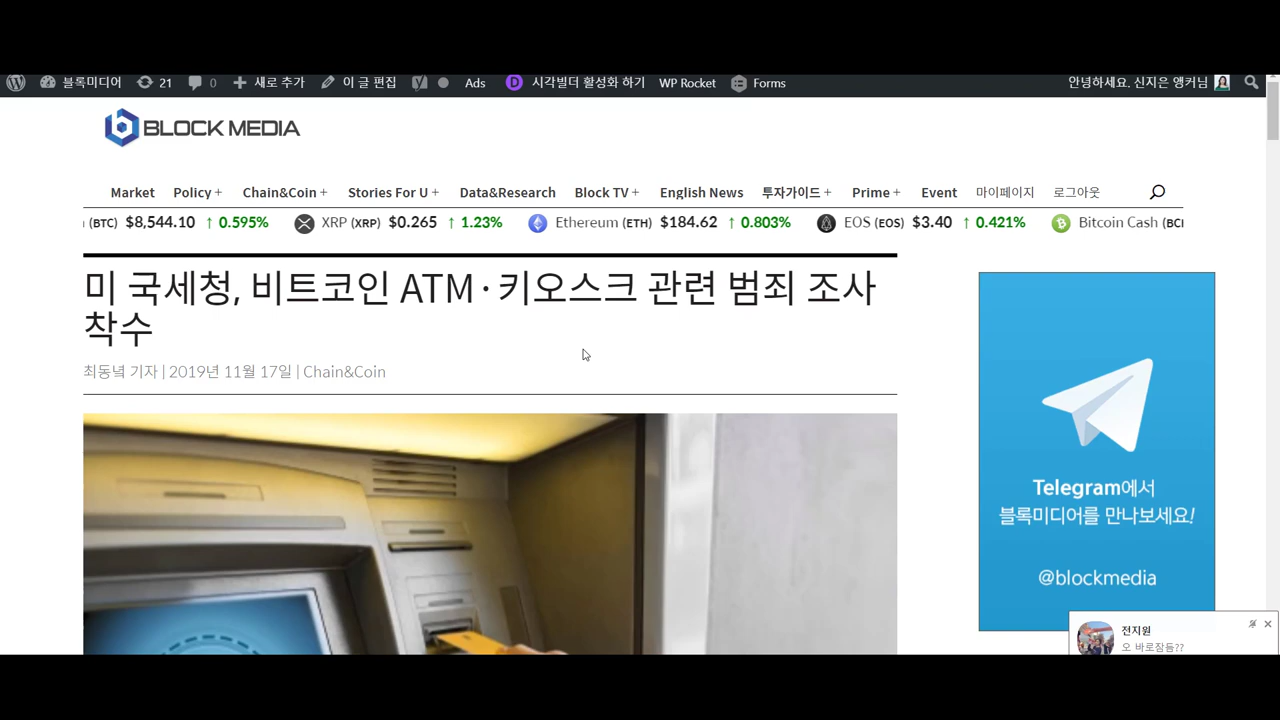 블록미디어 21 0 새로 추가 이 글 편집 Ads 시각빌더 활성화 하기 WP Rocket Forms 안녕하세요. 신지은 앵커님
BLOCK MEDIA
Market Policy + Chain&Coin + Stories For U + Data&Research Block TV + English News 투자가이드 + Prime + Event 마이페이지 로그아웃
(BTC) $8,544.10 ↑ 0.595% XRP (XRP) $0.265 ↑ 1.23% Ethereum (ETH) $184.62 ↑ 0.803% EOS (EOS) $3.40 ↑ 0.421% Bitcoin Cash (BCH
미 국세청, 비트코인 ATM·키오스크 관련 범죄 조사
착수
최동녘 기자 | 2019년 11월 17일 | Chain&Coin
Telegram에서
블록미디어를 만나보세요!
@blockmedia
전지원
오 바로잠듬??